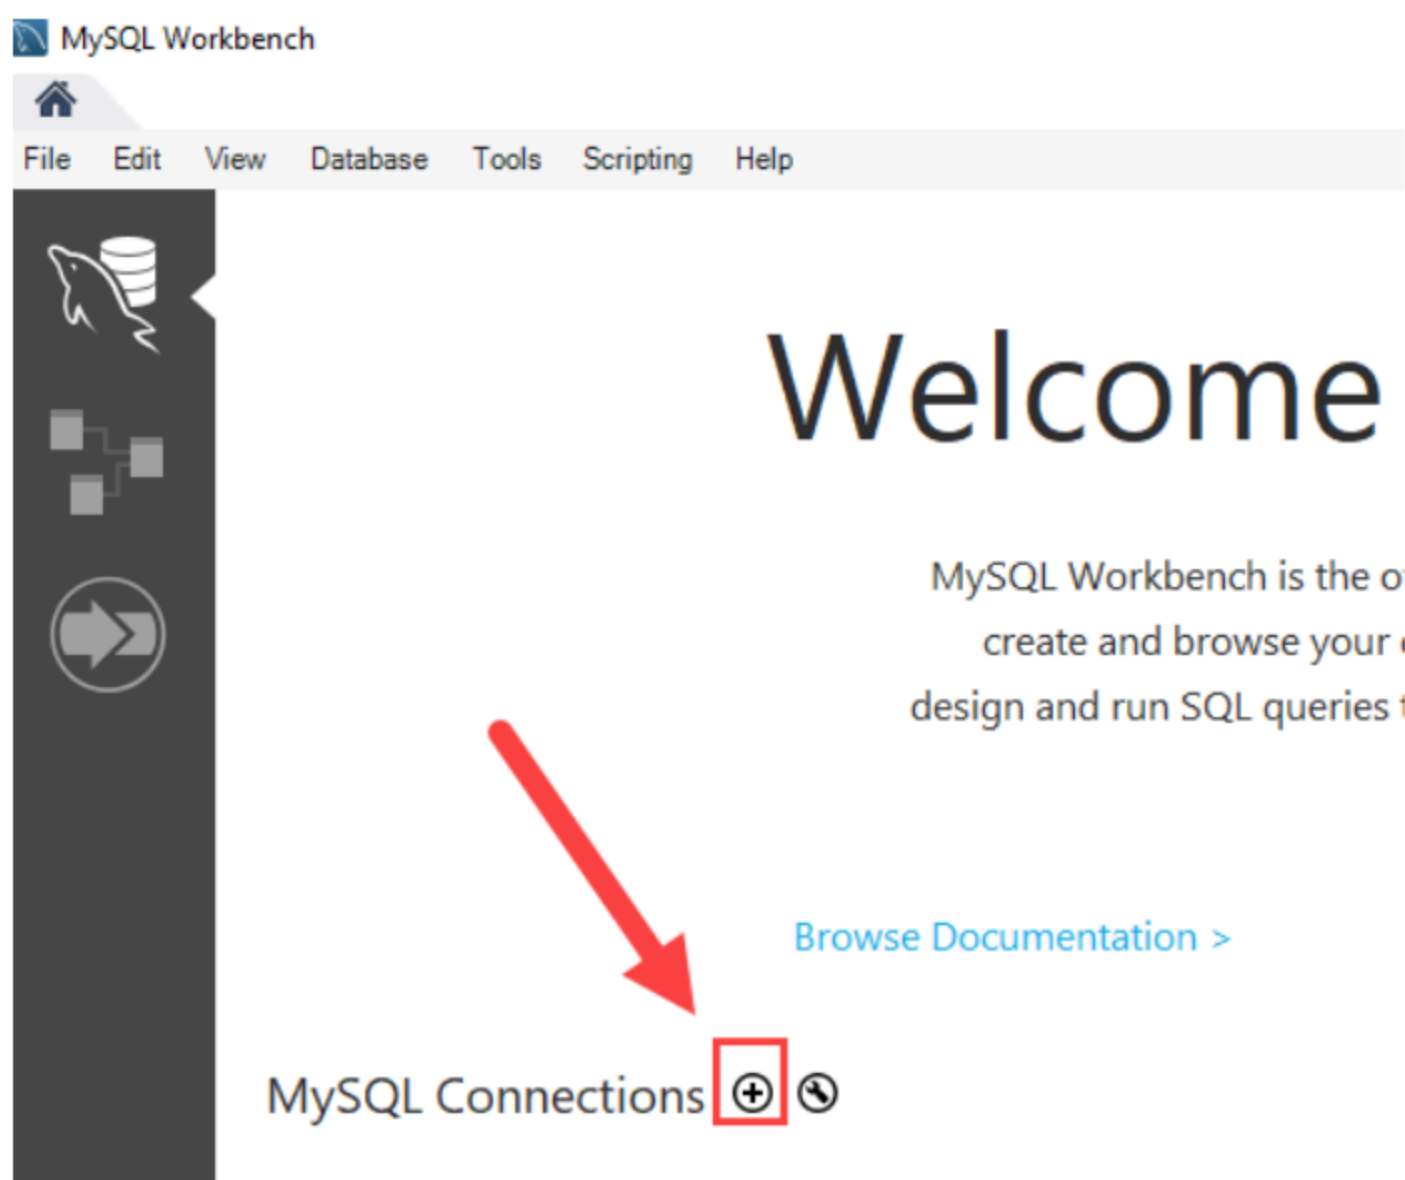 MySQL Workbench
File Edit View Database Tools Scripting Help
Welcome
MySQL Workbench is the
create and browse your
design and run SQL queries
Browse Documentation >
MySQL Connections